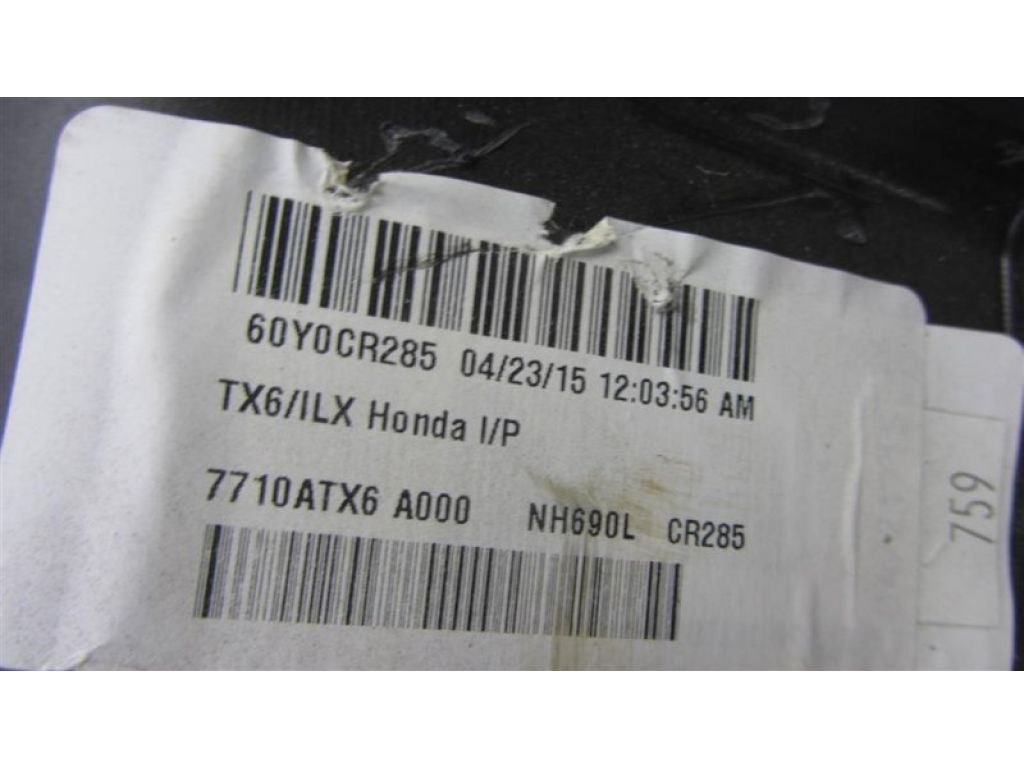 60Y0CR285 04/23/15 12:03:56 AM
TX6/ILX Honda I/P
7710ATX6 A000 NH690L CR285
759